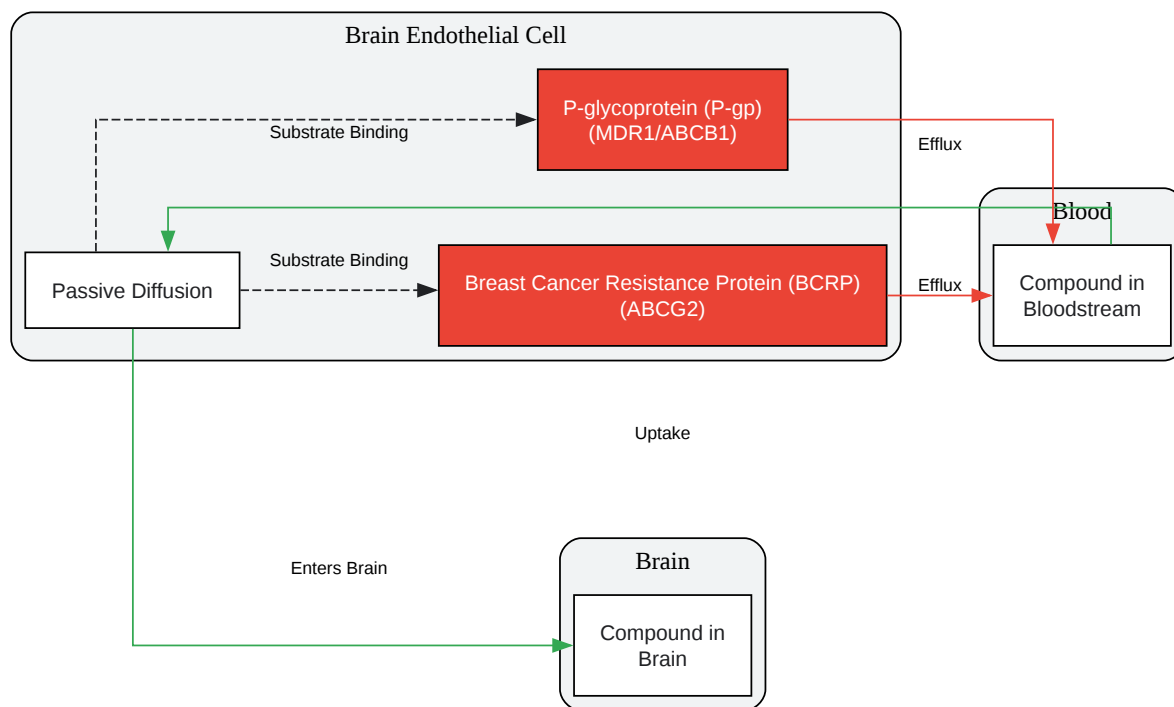 Brain Endothelial Cell
P-glycoprotein (P-gp)
(MDR1/ABCB1)
Substrate Binding
Efflux
Blood
Substrate Binding
Passive Diffusion
Breast Cancer Resistance Protein (BCRP)
(ABCG2)
Efflux
Compound in
Bloodstream
Uptake
Enters Brain
Brain
Compound in
Brain